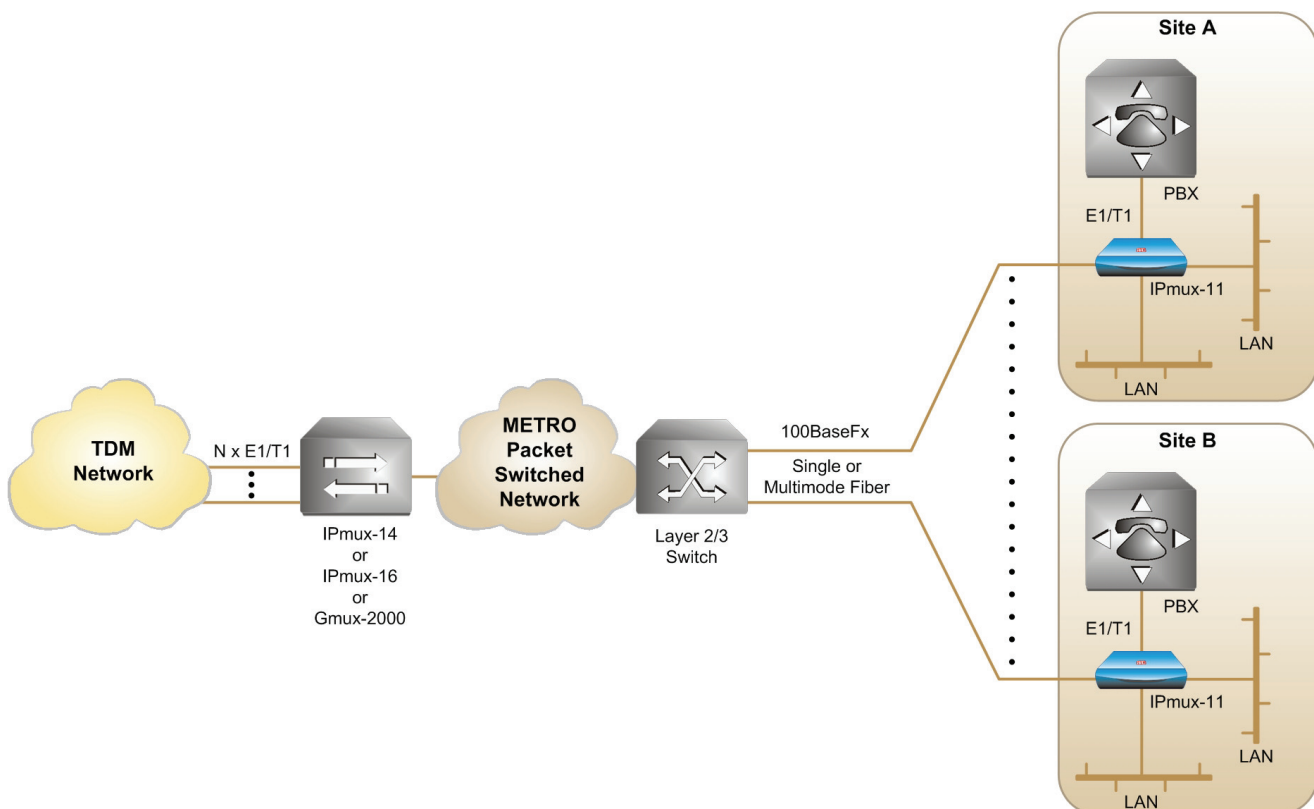 Site A
PBX
E1/T1
IPmux-11
LAN
LAN
TDM
Network
N x E1/T1
IPmux-14
or
IPmux-16
or
Gmux-2000
METRO
Packet
Switched
Network
Layer 2/3
Switch
100BaseFx
Single or
Multimode Fiber
Site B
PBX
E1/T1
IPmux-11
LAN
LAN